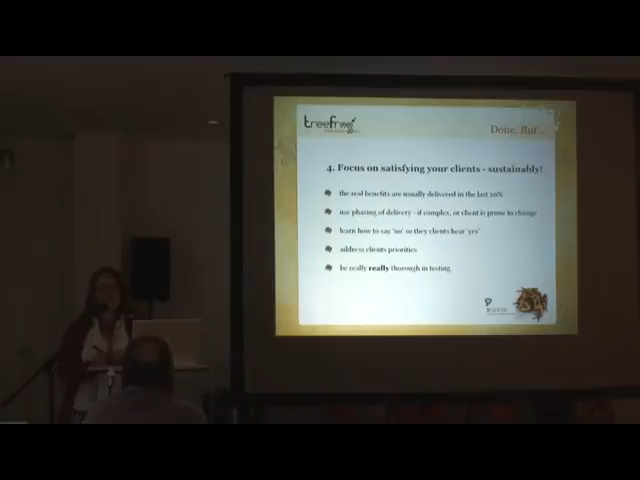 treefrog
Done. But...
4. Focus on satisfying your clients - sustainably!
the real benefits are usually delivered in the last 10%
use phasing of delivery - if complex, or client is prone to change
learn how to say 'no' so they clients hear 'yes'
address clients priorities
be really really thorough in testing